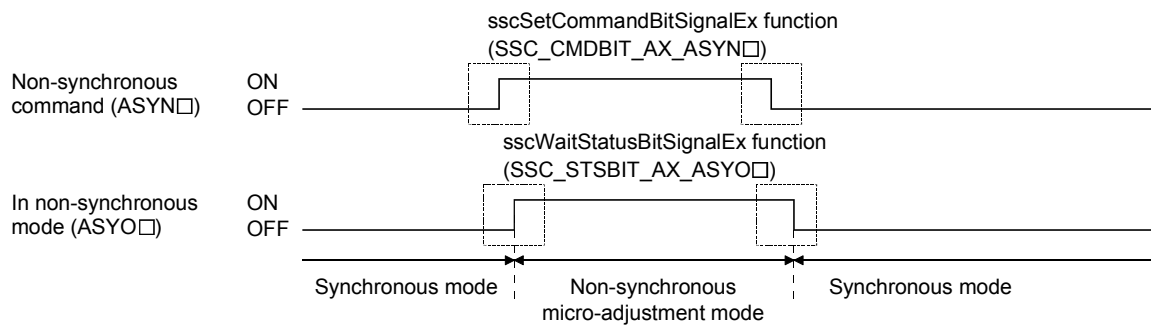 sscSetCommandBitSignalEx function
(SSC_CMDBIT_AX_ASYN□)
Non-synchronous
command (ASYN□)
ON
OFF
sscWaitStatusBitSignalEx function
(SSC_STSBIT_AX_ASYO□)
In non-synchronous
mode (ASYO□)
ON
OFF
Synchronous mode
Non-synchronous
micro-adjustment mode
Synchronous mode